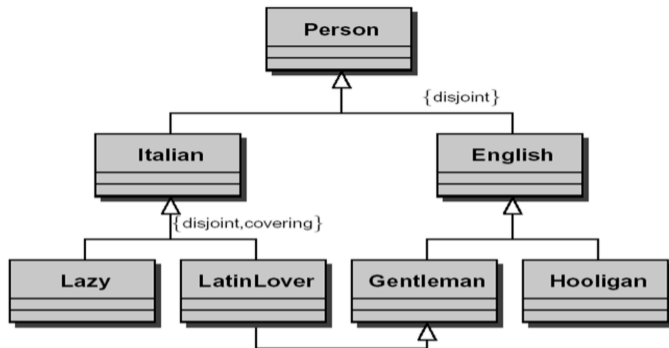 Person
{disjoint}
Italian
English
{disjoint,covering}
Lazy
LatinLover
Gentleman
Hooligan